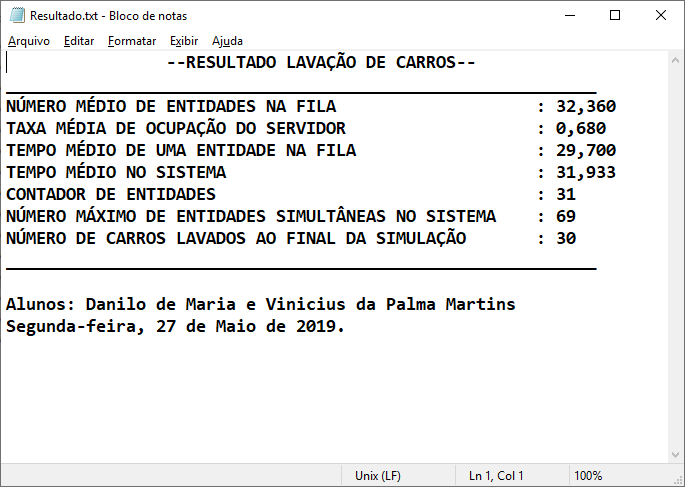 Resultado.txt - Bloco de notas
Arquivo Editar Formatar Exibir Ajuda
--RESULTADO LAVAÇÃO DE CARROS--
NÚMERO MÉDIO DE ENTIDADES NA FILA : 32,360
TAXA MÉDIA DE OCUPAÇÃO DO SERVIDOR : 0,680
TEMPO MÉDIO DE UMA ENTIDADE NA FILA : 29,700
TEMPO MÉDIO NO SISTEMA : 31,933
CONTADOR DE ENTIDADES : 31
NÚMERO MÁXIMO DE ENTIDADES SIMULTÂNEAS NO SISTEMA : 69
NÚMERO DE CARROS LAVADOS AO FINAL DA SIMULAÇÃO : 30
Alunos: Danilo de Maria e Vinicius da Palma Martins
Segunda-feira, 27 de Maio de 2019.
Unix (LF) Ln 1, Col 1 100%